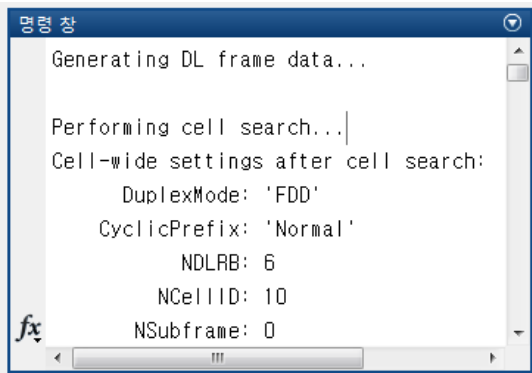 명령 창
Generating DL frame data...
Performing cell search...
Cell-wide settings after cell search:
DuplexMode: 'FDD'
CyclicPrefix: 'Normal'
NDLRB: 6
NCellID: 10
NSubframe: 0
fx